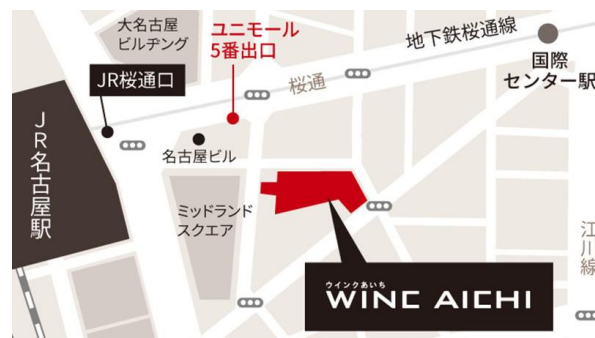 大名古屋
ビルヂング
ユニモール
5番出口
地下鉄桜通線
国際
センター駅
JR桜通口
桜通
JR名古屋駅
名古屋ビル
ミッドランド
スクエア
江川線
ウインクあいち
WINC AICHI